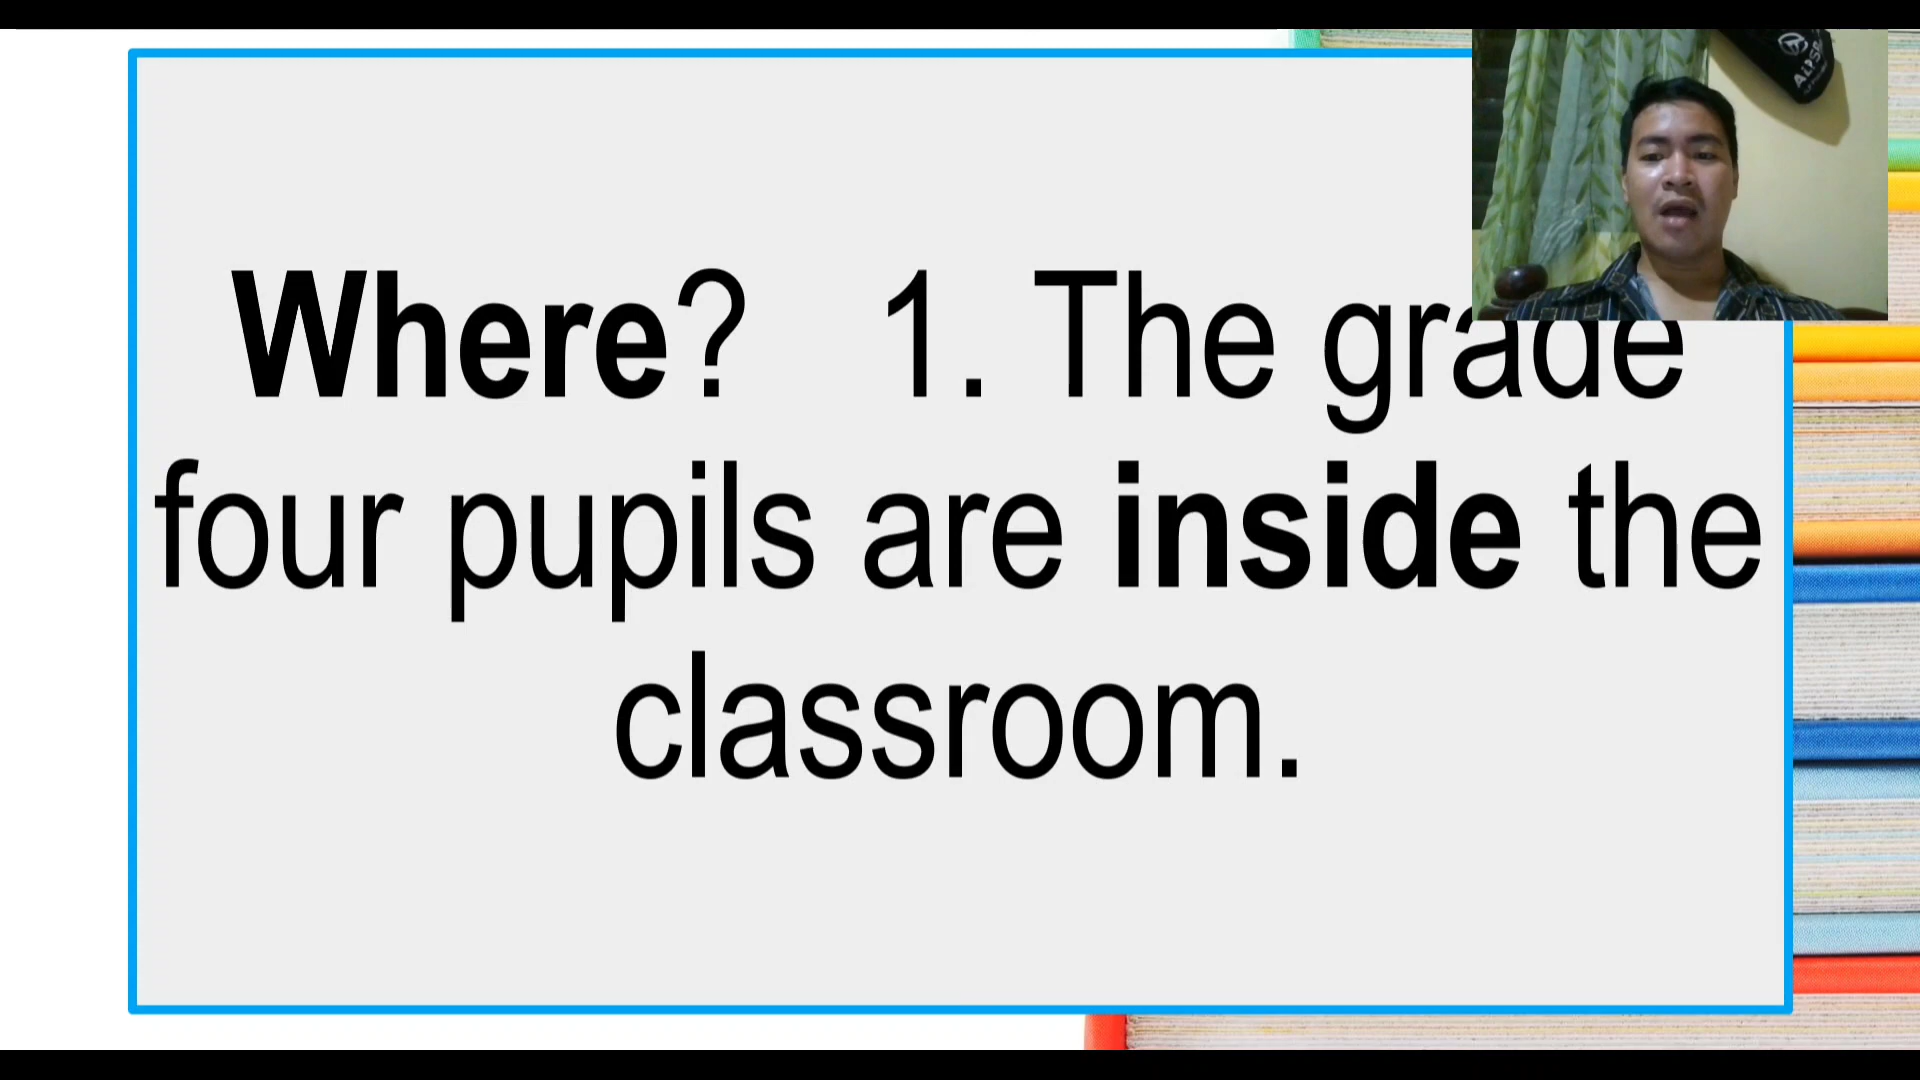 Where? 1. The grade
four pupils are inside the
classroom.